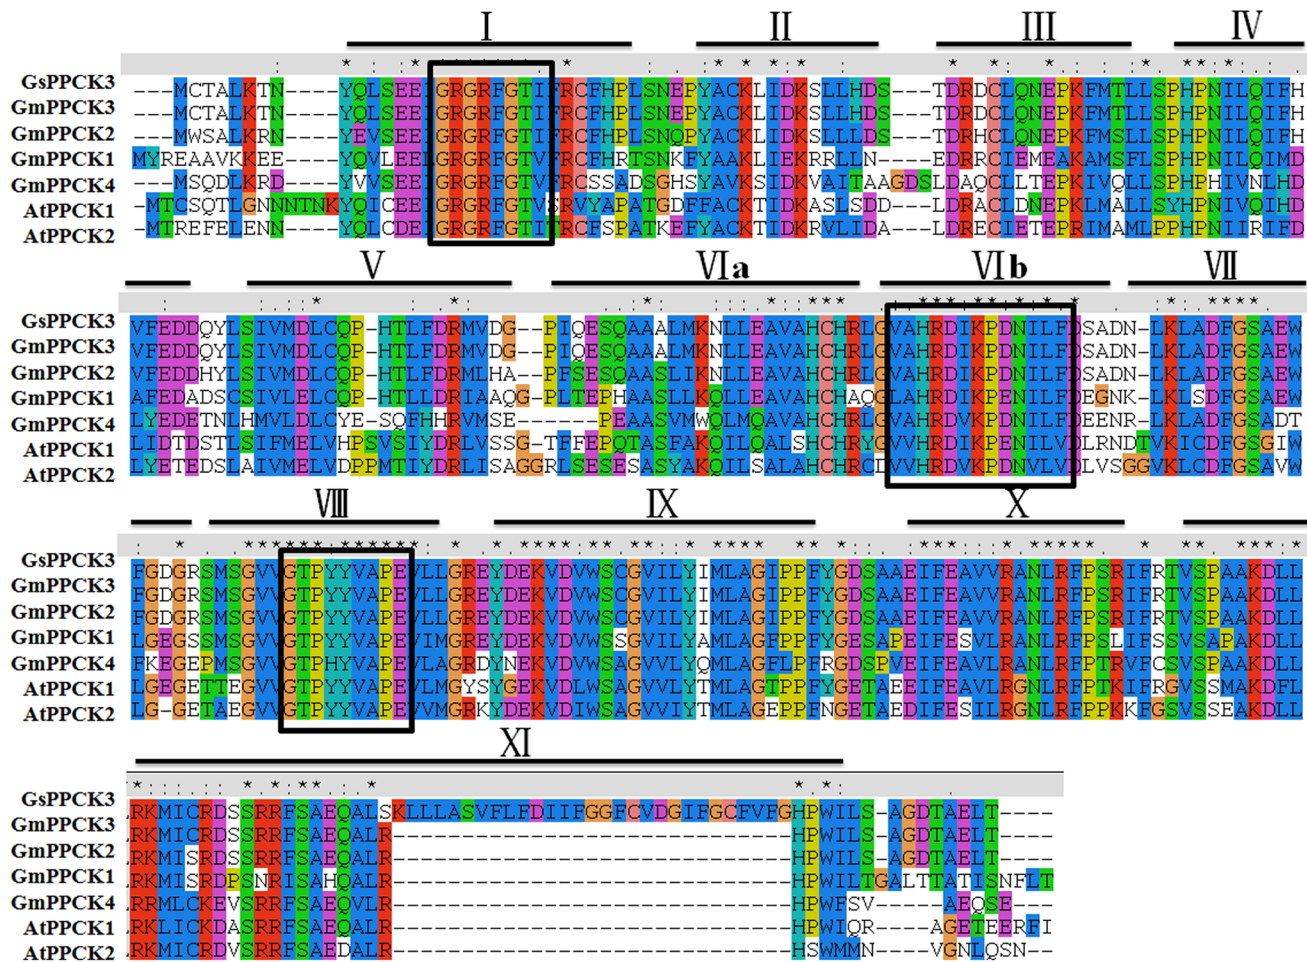 I II III IV
GsPPCK3 ---MCTALKTN----YQLSEEIGRGRFGTIFRCFHPLSNEPYACKLIDKSLLHDS---TDRDCLQNEPKFMTLLSPHPNILQIFH
GmPPCK3 ---MCTALKTN----YQLSEEIGRGRFGTIFRCFHPLSNEPYACKLIDKSLLHDS---TDRDCLQNEPKFMTLLSPHPNILQIFH
GmPPCK2 ---MWSALKRN----YEVSEEIGRGRFGTIFRCFHPLSNQPYACKLIDKSLLLDS---TDRHCLQNEPKFMSLLSPHPNILQIFH
GmPPCK1 MYREAAVKKEE----YQVLEEIGRGRFGTVFRCFHRTSNKFYAAKLIEKRRLLN----EDRRCIEMEAKAMSFLSPHPNILQIMD
GmPPCK4 ---MSQDLKRD----YVVSEEIGRGRFGTVFRCSSADSGHSYAVKSIDKVAITAAGDSLDAQCLLTEPKIVQLLSPHPHIVNLHD
AtPPCK1 -MTCSQTLGNNNTNKYQICEEIGRGRFGTVSRVYAPATGDFFACKTIDKASLSDD---LDRACLDNEPKLMALLSYHPNIVQIHD
AtPPCK2 -MTREFELENN----YQLCDEIGRGRFGTISRCFSPATKEFYACKTIDKRVLIDA---LDRECIETEPRIMAMLPPHPNIIRIFD
V VIa VIb VII
GsPPCK3 VFEDDQYLSIVMDLCQP-HTLFDRMVDG--PIQESQAAALMKNLLEAVAHCHRLGVAHRDIKPDNILFDSADN-LKLADFGSAEW
GmPPCK3 VFEDDQYLSIVMDLCQP-HTLFDRMVDG--PIQESQAAALMKNLLEAVAHCHRLGVAHRDIKPDNILFDSADN-LKLADFGSAEW
GmPPCK2 VFEDDHYLSIVMDLCQP-HTLFDRMLHA--PFSESQAASLIKNLLEAVAHCHRLGVAHRDIKPDNILFDSADN-LKLADFGSAEW
GmPPCK1 AFEDADSCSIVLELCQP-HTLLDRIAAQG-PLTEPHAASLLKQLLEAVAHCHAQGLAHRDIKPENILFDEGNK-LKLSDFGSAEW
GmPPCK4 LYEDETNLHMVLDLCYE-SQFHHRVMSE--
AtPPCK1 LIDTDSTLSIFMELVHPSVSIYDRLVSSG-TFFEPQTASFAKQILQALSHCHRYGVVHRDIKPENILVDLRNDTVKICDFGSGIW
AtPPCK2 LYETEDSLAIVMELVDPPMTIYDRLISAGGRLSESESASYAKQILSALAHCHRCDVVHRDVKPDNVLVDLVSGGVKLCDFGSAVW
VIII IX X
GsPPCK3 FGDGRSMSGVVGTPYYVAPEVLLGREYDEKVDVWSCGVILYIMLAGIPPFYGDSAAEIFEAVVRANLRFPSRIFRTVSPAAKDLL
GmPPCK3 FGDGRSMSGVVGTPYYVAPEVLLGREYDEKVDVWSCGVILYIMLAGIPPFYGDSAAEIFEAVVRANLRFPSRIFRTVSPAAKDLL
GmPPCK2 FGDGRSMSGVVGTPYYVAPEVLLGREYDEKVDVWSCGVILYIMLAGIPPFYGDSAAEIFEAVVRANLRFPSRIFRTVSPAAKDLL
GmPPCK1 LGEGSSMSGVVGTPYYVAPEVIMGREYDEKVDVWSSGVILYAMLAGFPPFYGESAPEIFESVLRANLRFPSLIFSSVSAPAKDLL
GmPPCK4 FKEGEPMSGVVGTPHYVAPEVLAGRDYNEKVDVWSAGVVLYQMLAGFLPFRGDSPVEIFEAVLRANLRFPTRVFCSVSPAAKDLL
AtPPCK1 LGEGETTEGVVGTPYYVAPEVLMGYSYGEKVDLWSAGVVLYTMLAGTPPFYGETAEEIFEAVLRGNLRFPTKIFRGVSSMAKDFL
AtPPCK2 LG-GETAEGVVGTPYYVAPEVVMGRKYDEKVDIWSAGVVLYTMLAGEPPFNGETAEDIFESILRGNLRFPPKKFGSVSSEAKDLL
XI
GsPPCK3 RKMICRDSSRRFSAEQALSKLLLASVFLFDIIFGGFCVDGIFGCFVFGHPWILS-AGDTAELT----
GmPPCK3 RKMICRDSSRRFSAEQALR-----------------------------HPWILS-AGDTAELT----
GmPPCK2 RKMISRDSSRRFSAEQALR-----------------------------HPWILS-AGDTAELT----
GmPPCK1 RKMISRDPSNRISAHQALR-----------------------------HPWILTGALTTATISNFLT
GmPPCK4 RRMLCKEVSRRFSAEQVLR-----------------------------HPWFSV----AEQSE---
AtPPCK1 RKLICKDASRRFSAEQALR-----------------------------HPWIQR----AGETEERFI
AtPPCK2 RKMICRDVSRRFSAEDALR-----------------------------HSWMMN----VGNLQSN--